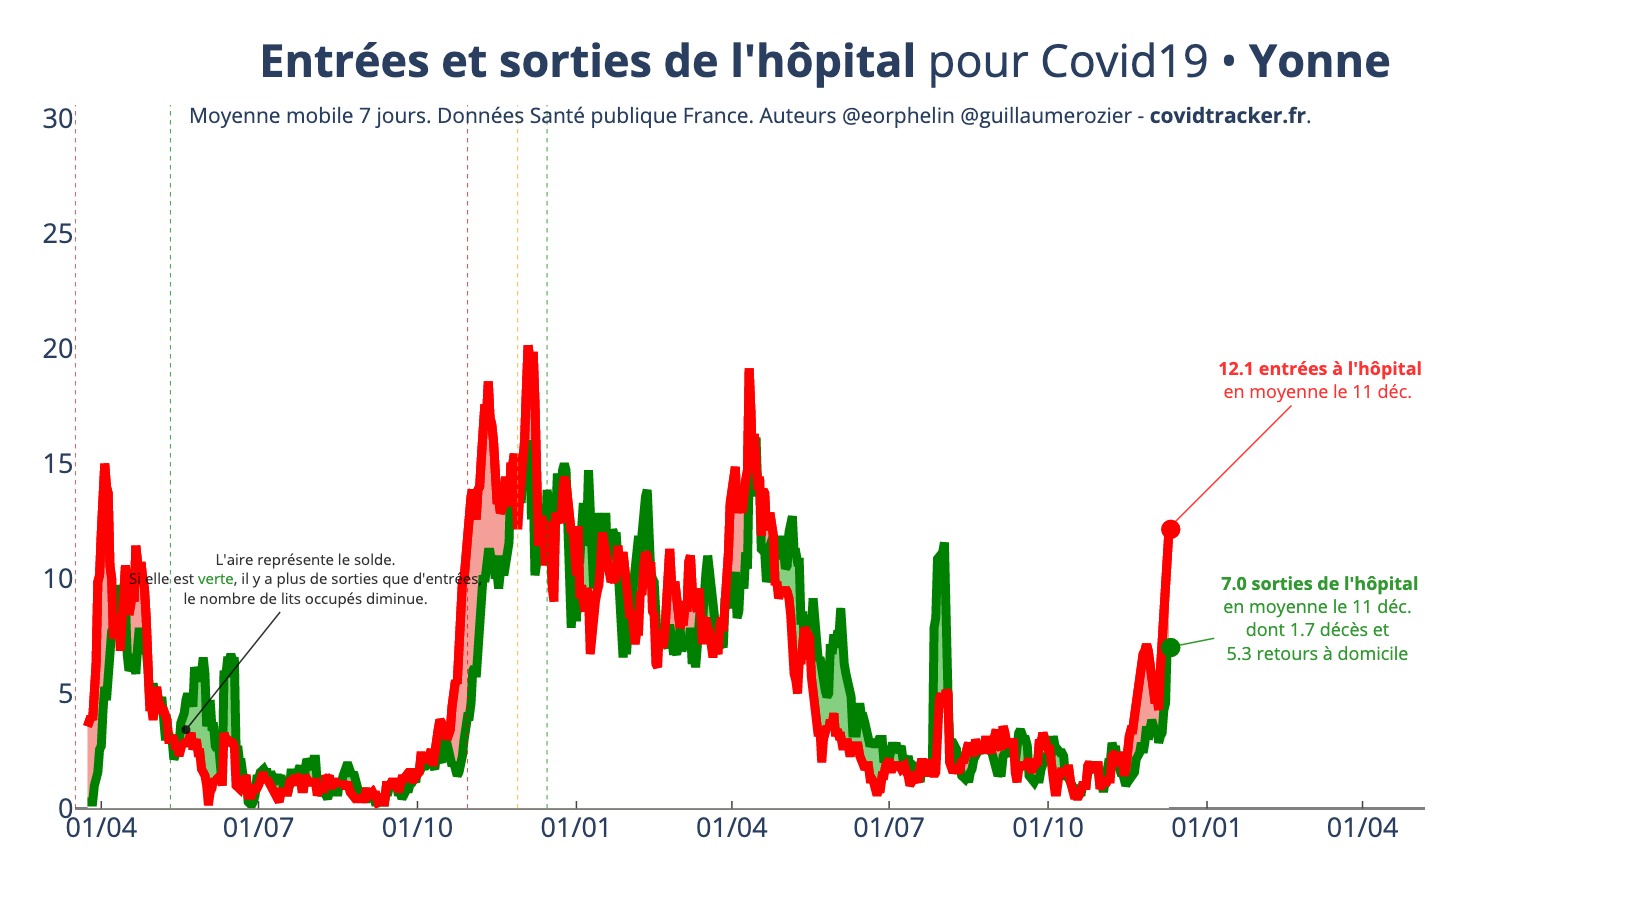 Entrées et sorties de l'hôpital pour Covid19 • Yonne
Moyenne mobile 7 jours. Données Santé publique France. Auteurs @eorphelin @guillaumerozier - covidtracker.fr.
30
25
20
15
10
5
0
12.1 entrées à l'hôpital
en moyenne le 11 déc.
L'aire représente le solde.
Si elle est verte, il y a plus de sorties que d'entrées,
le nombre de lits occupés diminue.
7.0 sorties de l'hôpital
en moyenne le 11 déc.
dont 1.7 décès et
5.3 retours à domicile
01/04 01/07 01/10 01/01 01/04 01/07 01/10 01/01 01/04